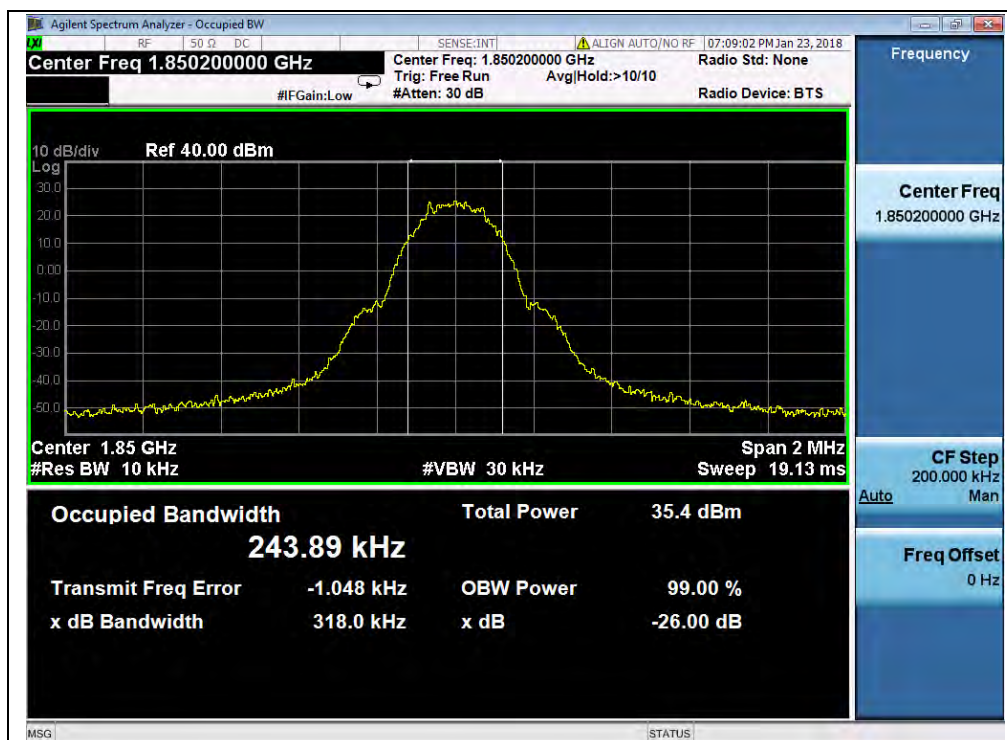 Agilent Spectrum Analyzer - Occupied BW
LXI RF 50 Ω DC SENSE:INT ALIGN AUTO/NO RF 07:09:02 PM Jan 23, 2018
Center Freq 1.850200000 GHz
Center Freq: 1.850200000 GHz
Radio Std: None
Trig: Free Run Avg|Hold:>10/10
#IFGain:Low
#Atten: 30 dB
Radio Device: BTS
10 dB/div Ref 40.00 dBm
Log
30.0
20.0
10.0
0.00
-10.0
-20.0
-30.0
-40.0
-50.0
Center 1.85 GHz Span 2 MHz
#Res BW 10 kHz #VBW 30 kHz Sweep 19.13 ms
Occupied Bandwidth Total Power 35.4 dBm
243.89 kHz
Transmit Freq Error -1.048 kHz OBW Power 99.00 %
x dB Bandwidth 318.0 kHz x dB -26.00 dB
Frequency
Center Freq
1.850200000 GHz
CF Step
200.000 kHz
Auto Man
Freq Offset
0 Hz
MSG STATUS